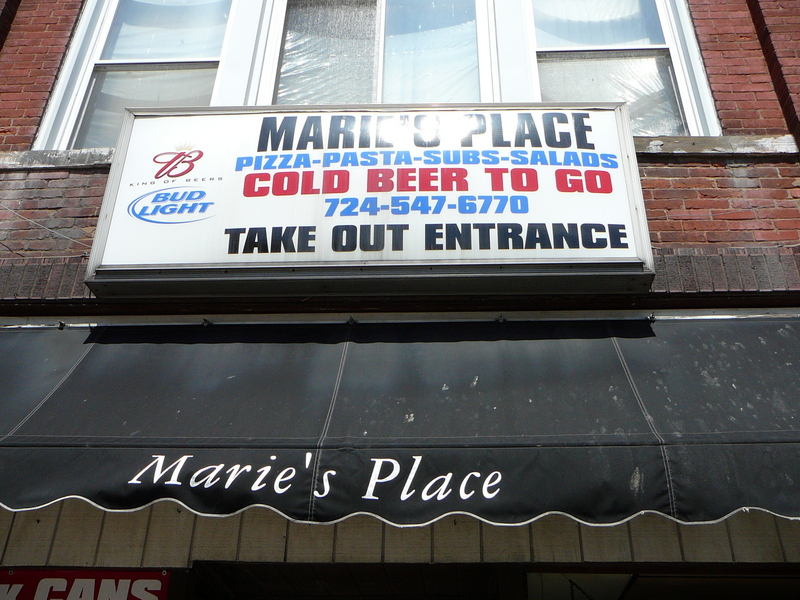 MARIE'S PLACE
PIZZA-PASTA-SUBS-SALADS
COLD BEER TO GO
724-547-6770
TAKE OUT ENTRANCE
B
KING OF BEERS
BUD
LIGHT
Marie's Place
CANS